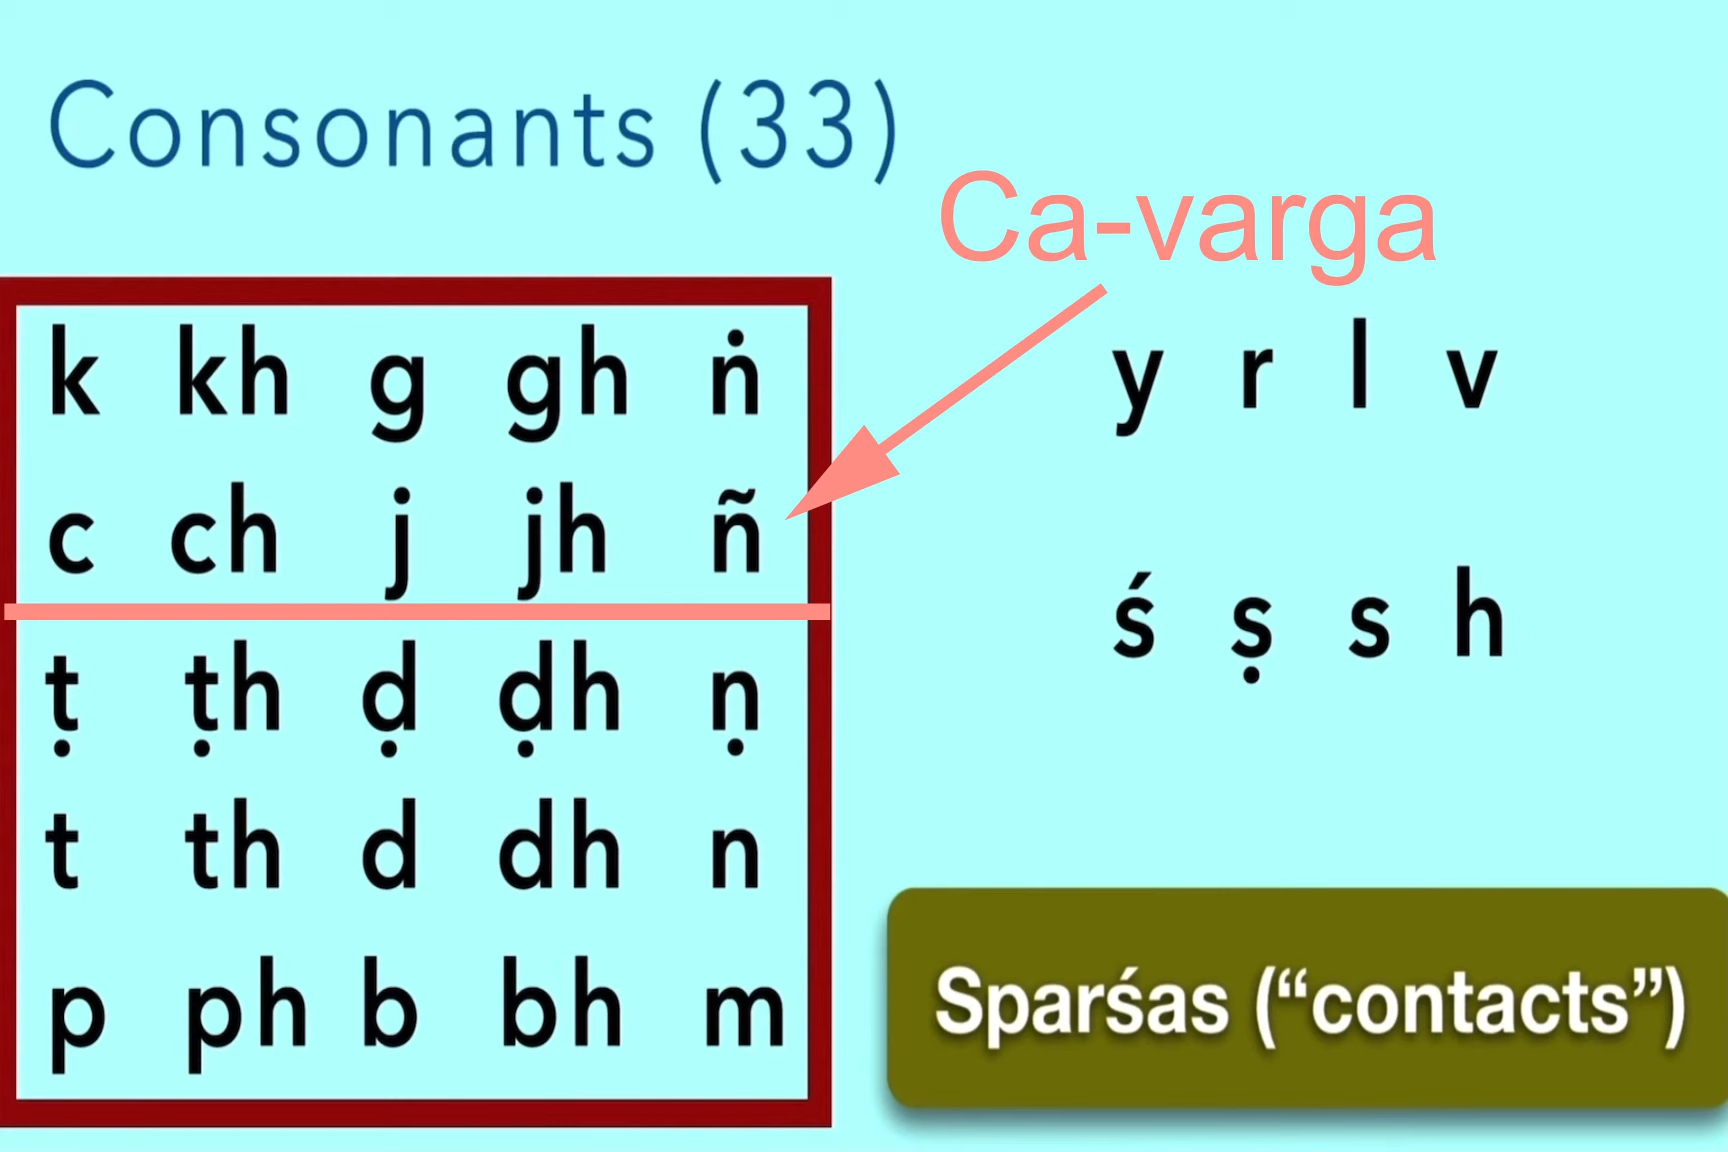 Consonants (33)
Ca-varga
k kh g gh ṅ
c ch j jh ñ
ṭ ṭh ḍ ḍh ṇ
t th d dh n
p ph b bh m
y r l v
ś ṣ s h
Sparśas (“contacts”)